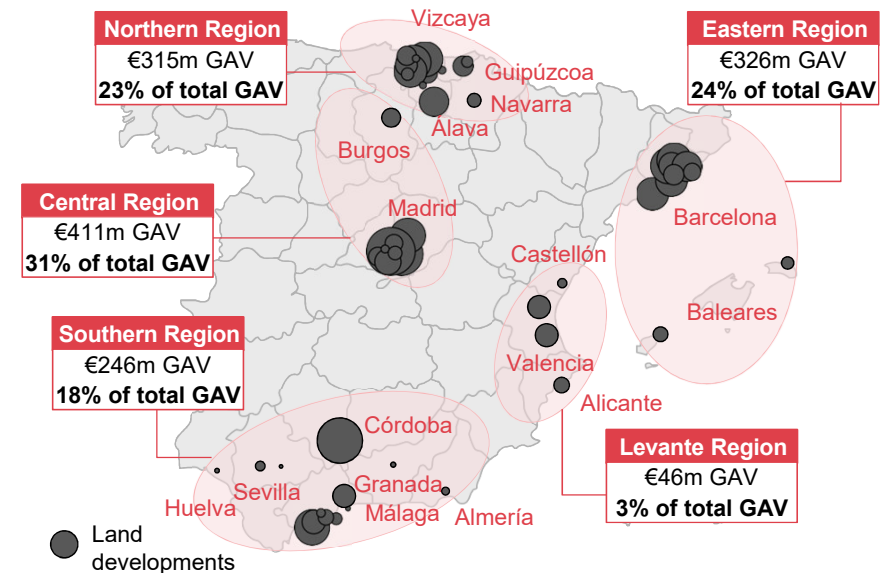 Northern Region
€315m GAV
23% of total GAV
Vizcaya
Guipúzcoa
Navarra
Álava
Burgos
Eastern Region
€326m GAV
24% of total GAV
Central Region
€411m GAV
31% of total GAV
Madrid
Barcelona
Castellón
Baleares
Valencia
Alicante
Southern Region
€246m GAV
18% of total GAV
Córdoba
Granada
Sevilla
Huelva
Málaga
Almería
Levante Region
€46m GAV
3% of total GAV
Land
developments